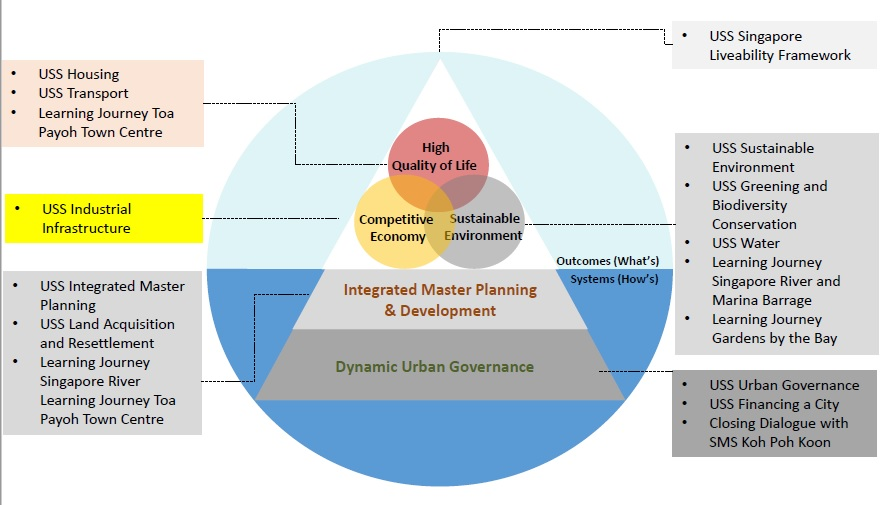 • USS Singapore
Liveability Framework
• USS Housing
• USS Transport
• Learning Journey Toa
Payoh Town Centre
High
Quality of Life
Competitive
Economy
Sustainable
Environment
• USS Industrial
Infrastructure
• USS Sustainable
Environment
• USS Greening and
Biodiversity
Conservation
• USS Water
• Learning Journey
Singapore River and
Marina Barrage
• Learning Journey
Gardens by the Bay
Outcomes (What's)
Systems (How's)
Integrated Master Planning
& Development
• USS Integrated Master
Planning
• USS Land Acquisition
and Resettlement
• Learning Journey
Singapore River
Learning Journey Toa
Payoh Town Centre
Dynamic Urban Governance
• USS Urban Governance
• USS Financing a City
• Closing Dialogue with
SMS Koh Poh Koon